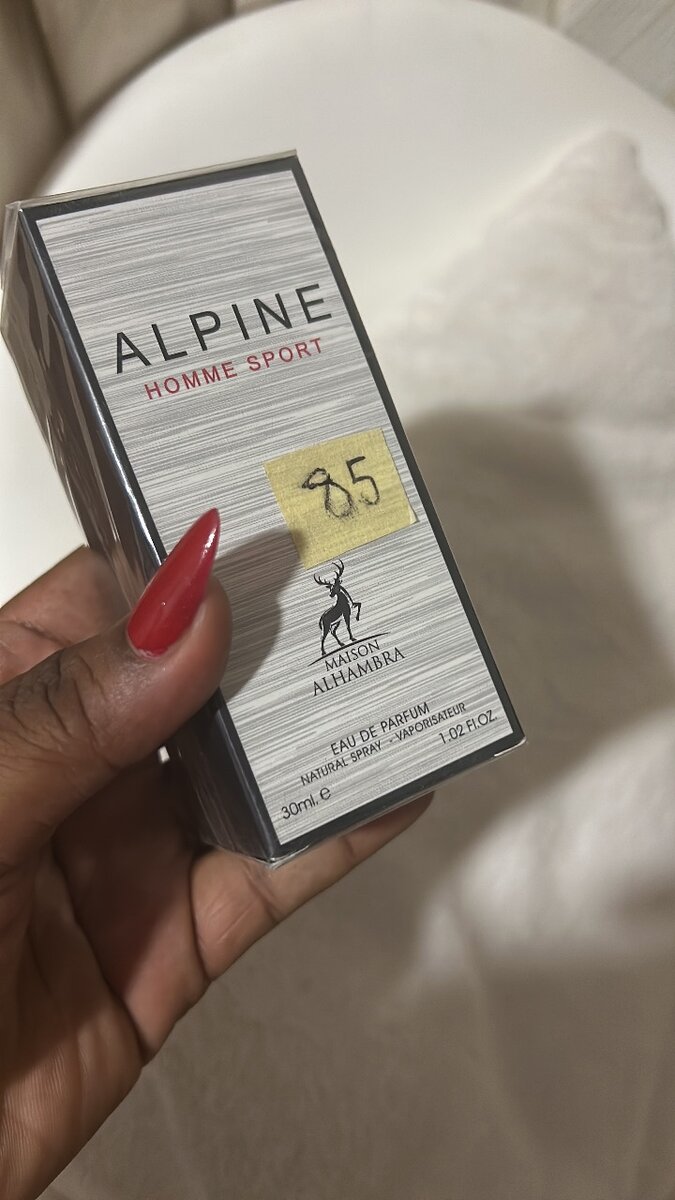 ALPINE
HOMME SPORT
85
MAISON
ALHAMBRA
EAU DE PARFUM
NATURAL SPRAY - VAPORISATEUR
30ml. e 1.02 Fl.OZ.